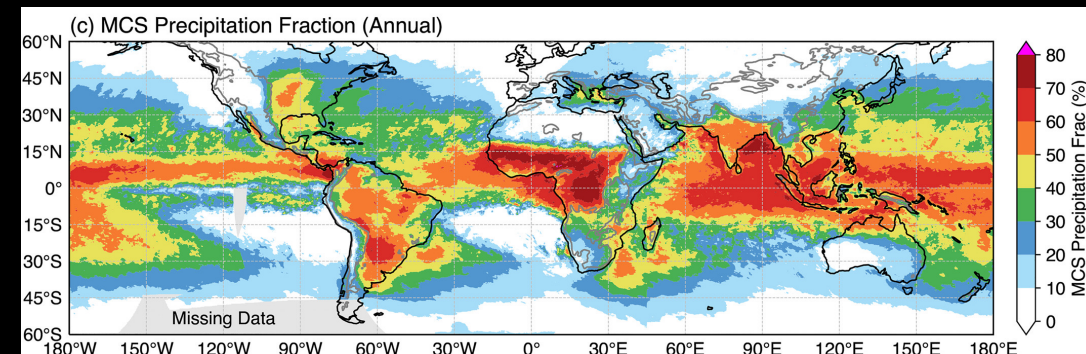 (c) MCS Precipitation Fraction (Annual)
60°N
45°N
30°N
15°N
0°
15°S
30°S
45°S
60°S
Missing Data
180°W 150°W 120°W 90°W 60°W 30°W 0° 30°E 60°E 90°E 120°E 150°E 180°E
80
70
60
50
40
30
20
10
0
MCS Precipitation Frac (%)